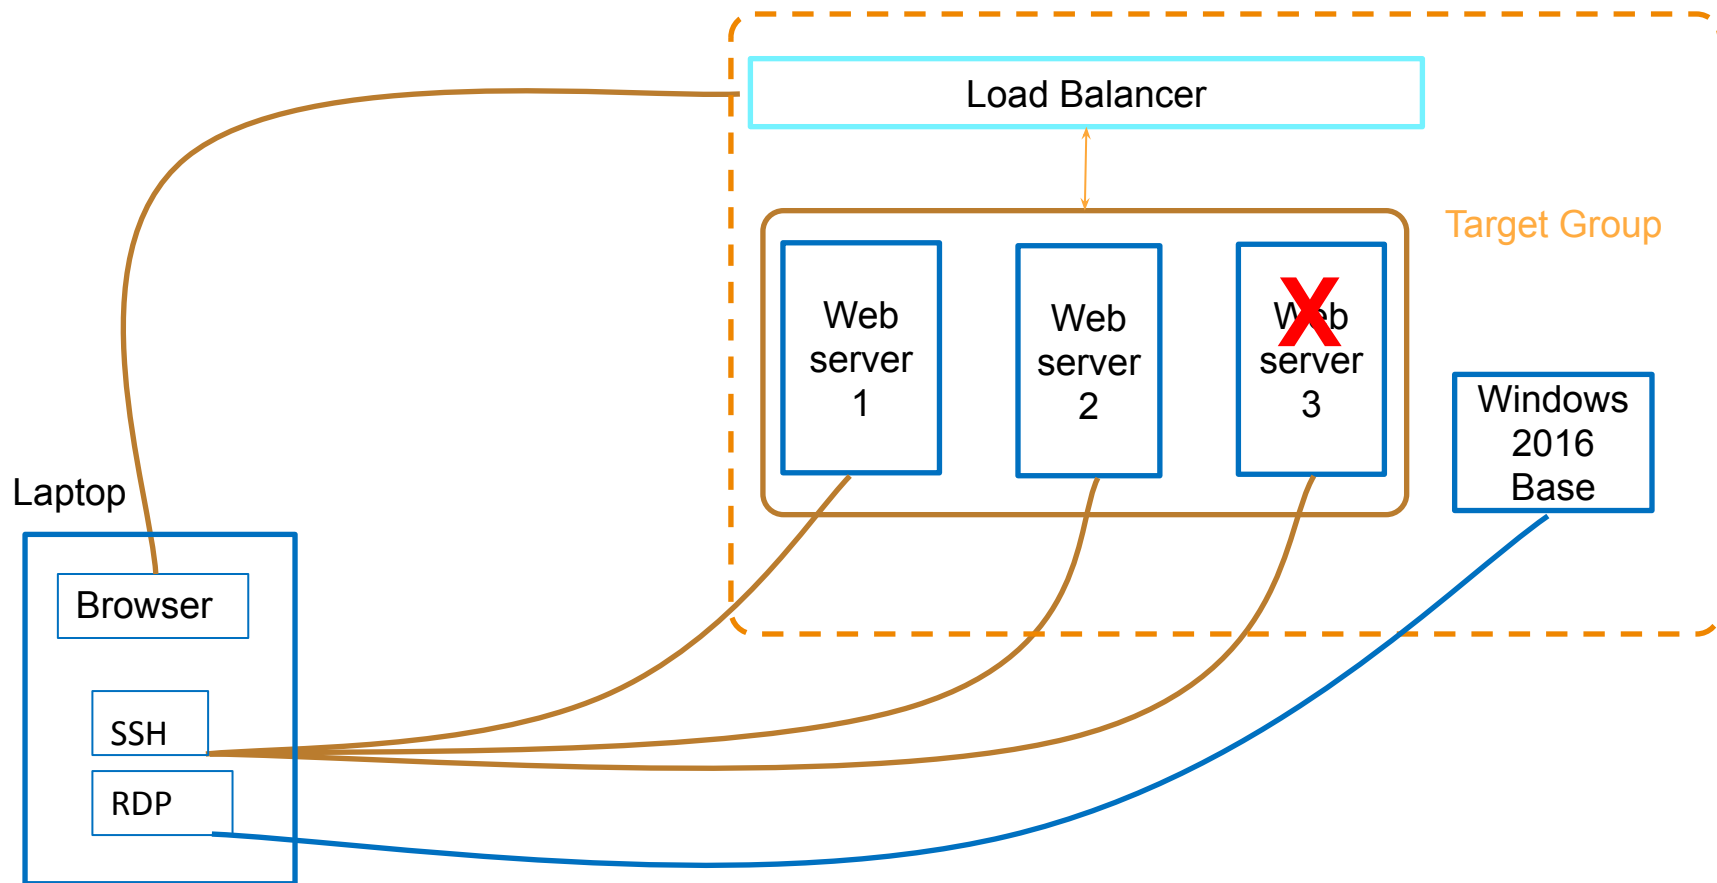 Load Balancer
Target Group
Web
server
1
Web
server
2
Web
server
3
X
Windows
2016
Base
Laptop
Browser
SSH
RDP